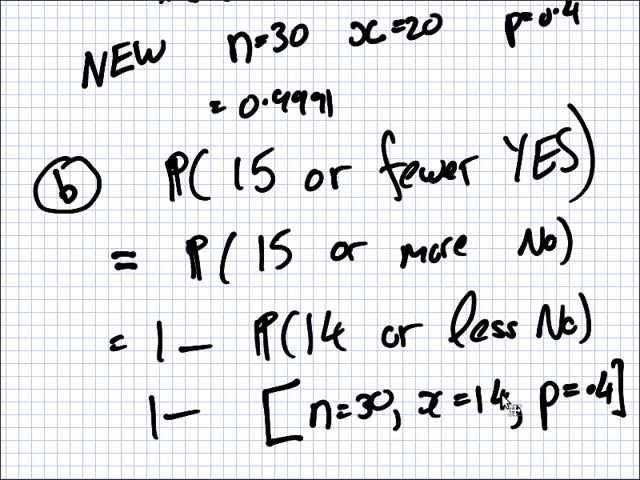 NEW n=30 x=20 p=0.4
= 0.9991
(b) P( 15 or fewer YES)
= P( 15 or more No)
= 1 — P(14 or less No)
1 — [n=30, x=14, p=.4]